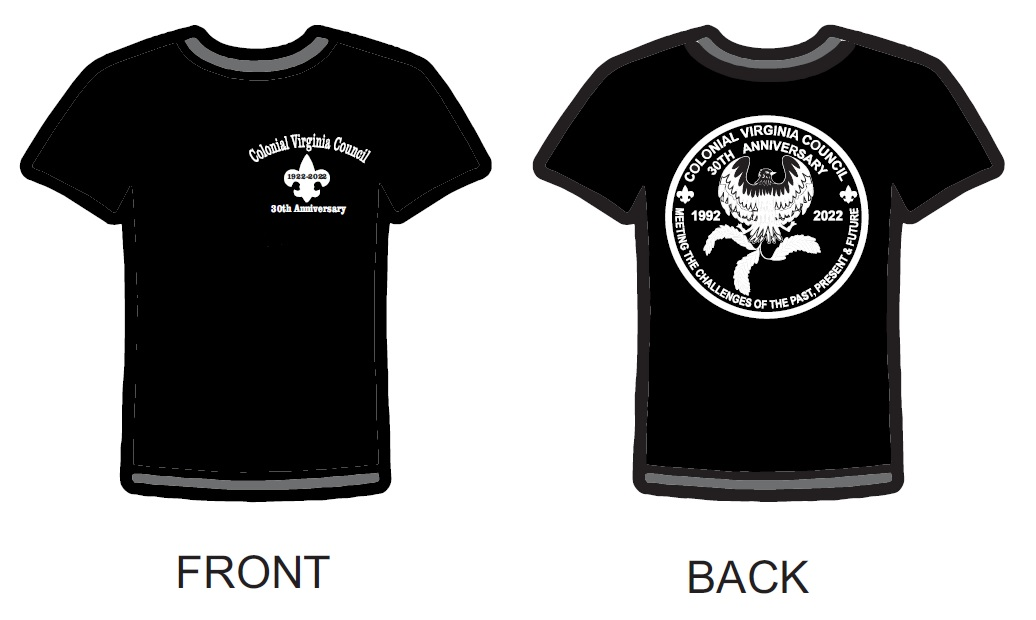 Colonial Virginia Council
1922-2022
30th Anniversary
COLONIAL VIRGINIA COUNCIL
30TH ANNIVERSARY
1992 2022
MEETING THE CHALLENGES OF THE PAST, PRESENT & FUTURE
FRONT
BACK